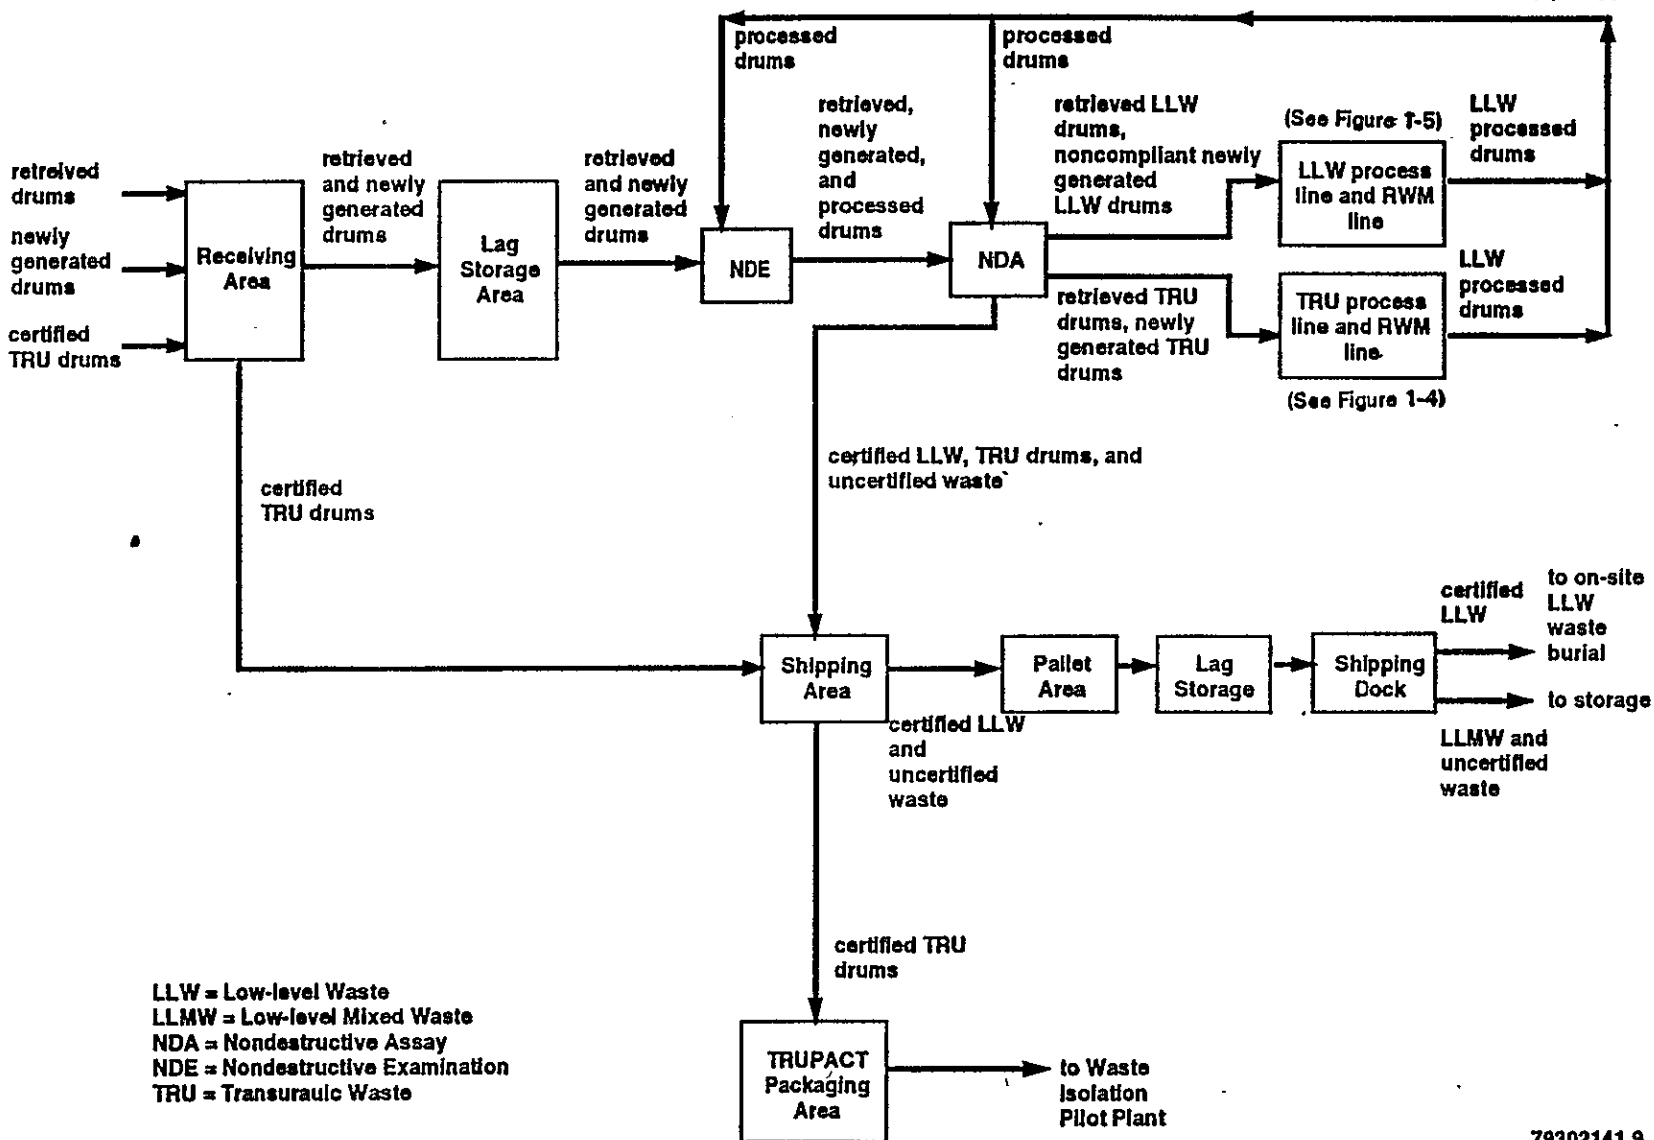 processed
drums
processed
drums
retreived
drums
newly
generated
drums
certified
TRU drums
Receiving
Area
retrieved
and newly
generated
drums
Lag
Storage
Area
retrieved
and newly
generated
drums
NDE
retrieved,
newly
generated,
and
processed
drums
NDA
retrieved LLW
drums,
noncompliant newly
generated
LLW drums
(See Figure 1-5)
LLW process
line and RWM
line
LLW
processed
drums
retrieved TRU
drums, newly
generated TRU
drums
TRU process
line and RWM
line
(See Figure 1-4)
LLW
processed
drums
certified LLW, TRU drums, and
uncertified waste
certified
TRU drums
Shipping
Area
certified LLW
and
uncertified
waste
Pallet
Area
Lag
Storage
Shipping
Dock
certified
LLW
to on-site
LLW
waste
burial
to storage
LLMW and
uncertified
waste
certified TRU
drums
TRUPACT
Packaging
Area
to Waste
Isolation
Pilot Plant
LLW = Low-level Waste
LLMW = Low-level Mixed Waste
NDA = Nondestructive Assay
NDE = Nondestructive Examination
TRU = Transuraulc Waste
79302141.9